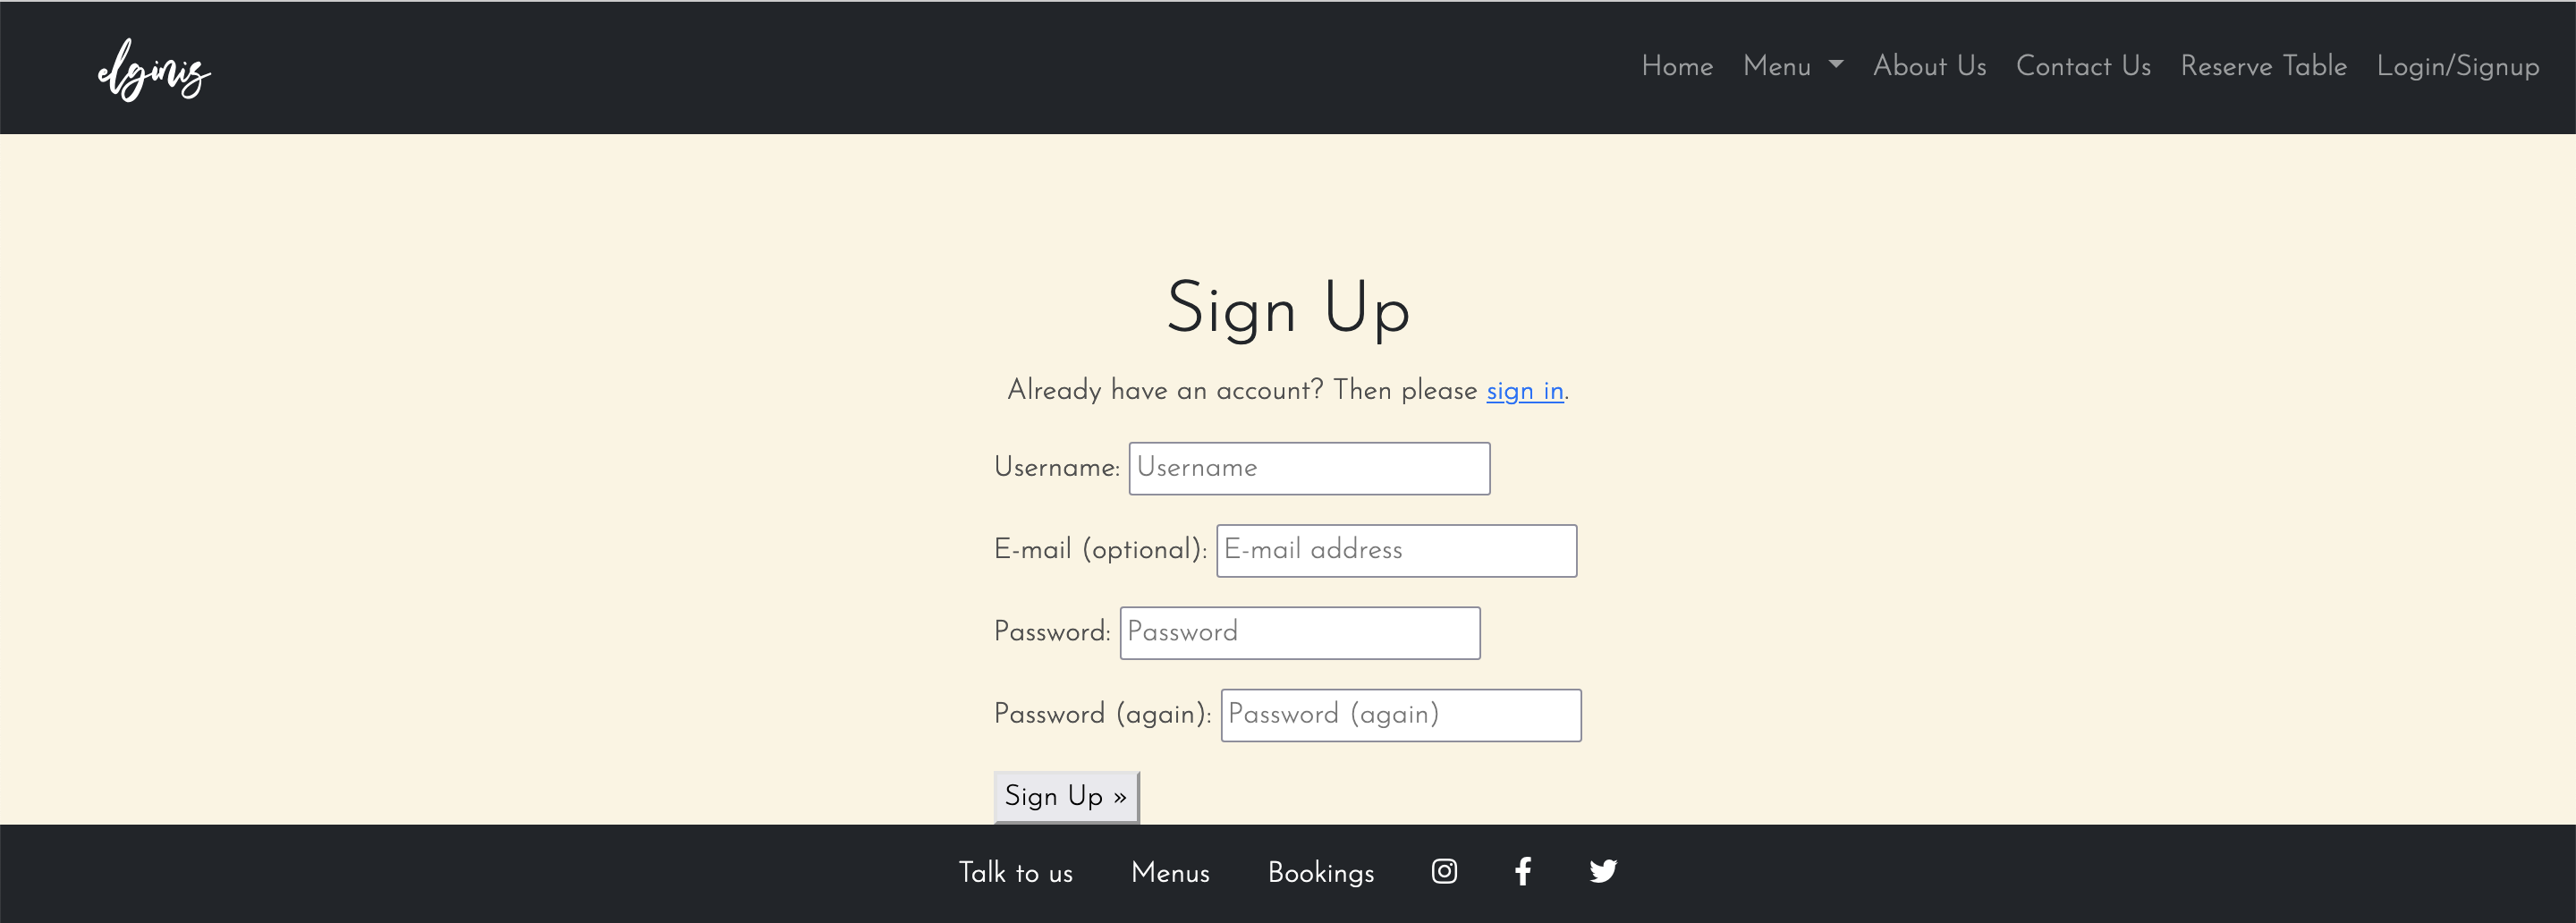 elginis
Home Menu About Us Contact Us Reserve Table Login/Signup
Sign Up
Already have an account? Then please sign in.
Username: Username
E-mail (optional): E-mail address
Password: Password
Password (again): Password (again)
Sign Up »
Talk to us Menus Bookings